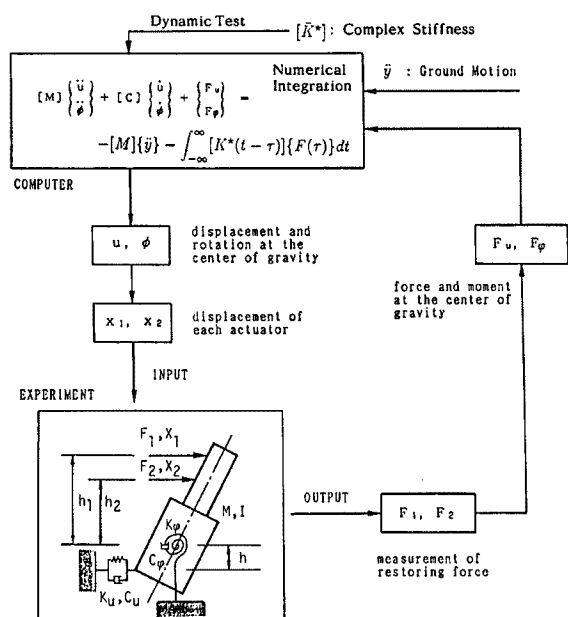 Dynamic Test
[K̄*] : Complex Stiffness
Numerical
Integration
[M] {ü φ̈} + [C] {u̇ φ̇} + {Fu Fφ} =
-[M]{ÿ} - ∫_{-∞}^{∞} [K*(t - τ)]{F(τ)}dt
ÿ : Ground Motion
COMPUTER
u, φ
displacement and
rotation at the
center of gravity
Fu, Fφ
force and moment
at the center of
gravity
x1, x2
displacement of
each actuator
INPUT
EXPERIMENT
F1,X1
F2,X2
h1
h2
M,I
Kφ
Cφ
h
Ku,Cu
OUTPUT
F1, F2
measurement of
restoring force